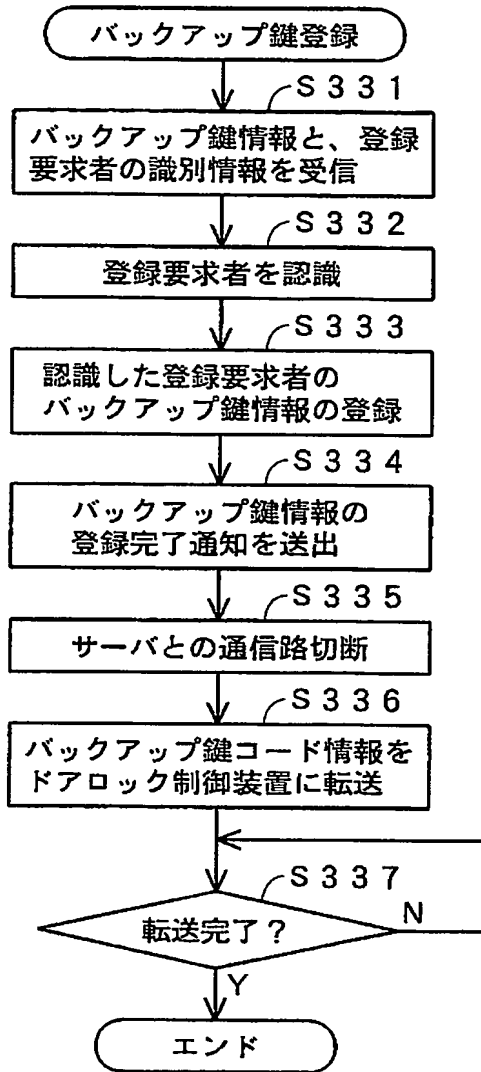 バックアップ鍵登録
S331
バックアップ鍵情報と、登録
要求者の識別情報を受信
S332
登録要求者を認識
S333
認識した登録要求者の
バックアップ鍵情報の登録
S334
バックアップ鍵情報の
登録完了通知を送出
S335
サーバとの通信路切断
S336
バックアップ鍵コード情報を
ドアロック制御装置に転送
S337
転送完了？
N
Y
エンド